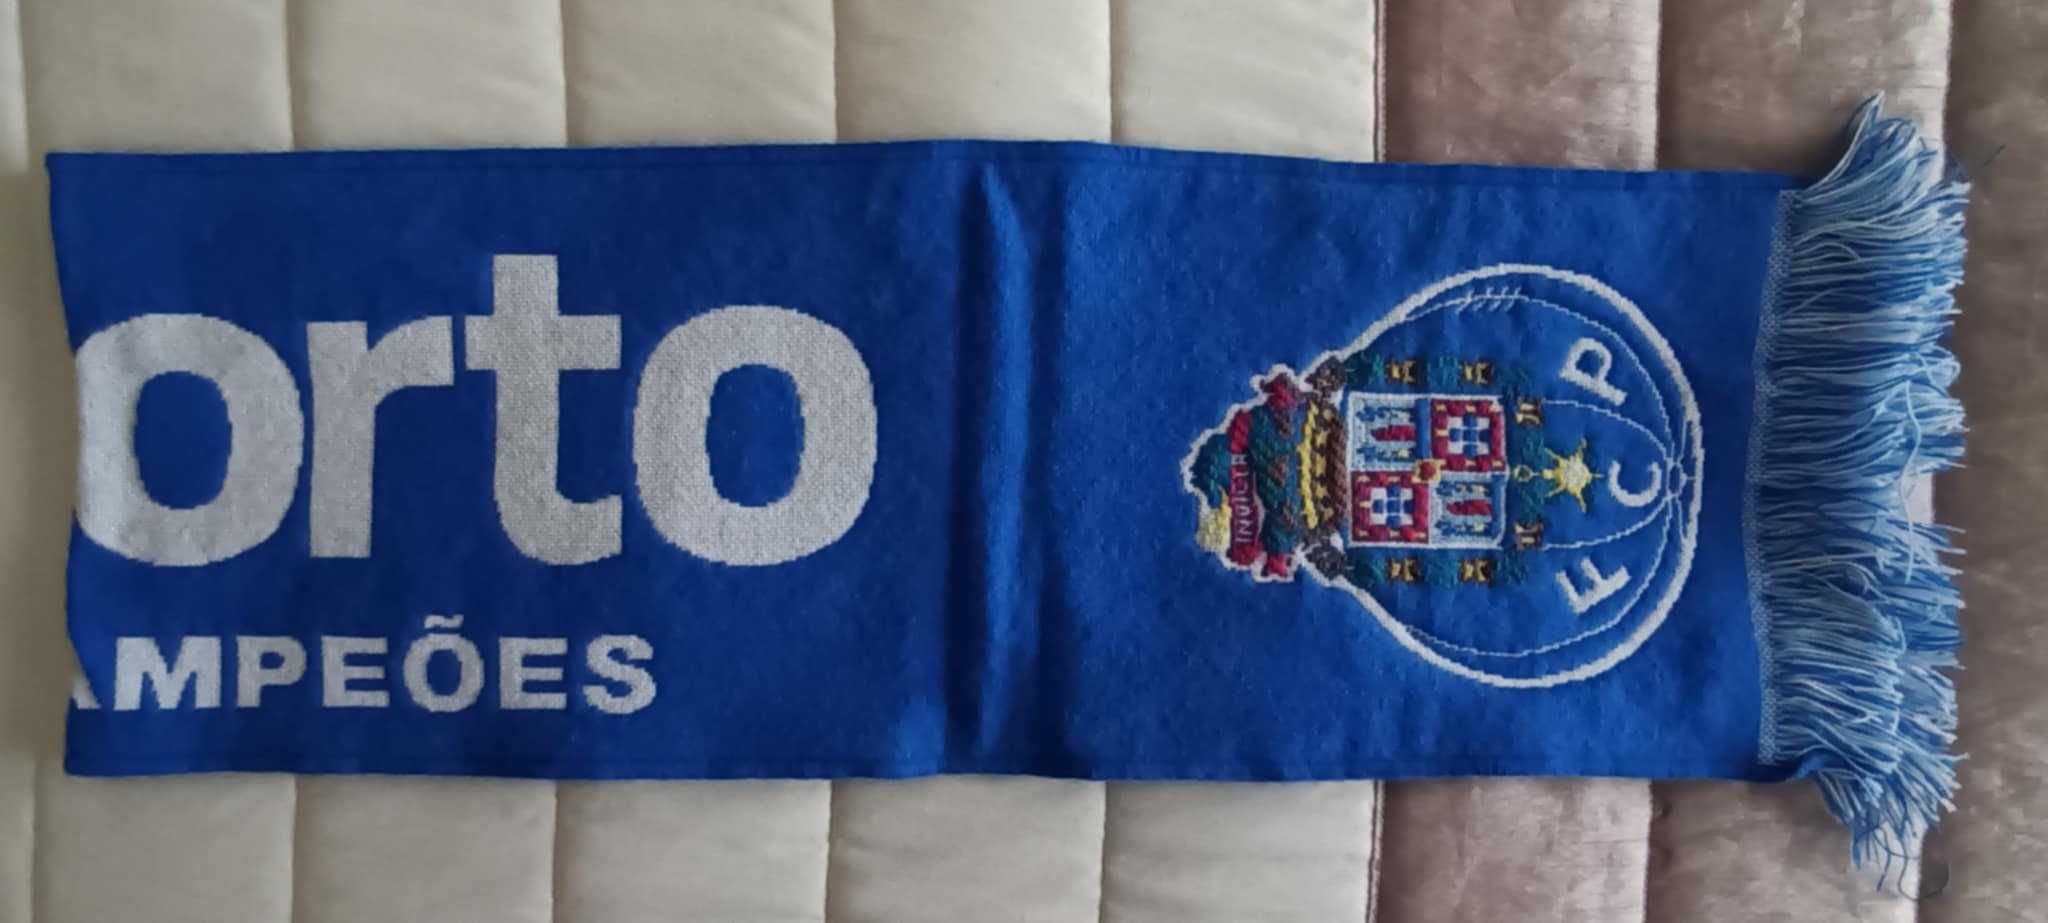 orto
AMPEÕES
INVICTA
F C P